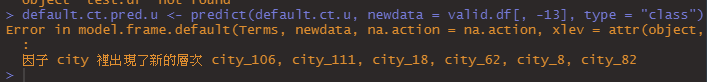 object 'test.df' not found
> default.ct.pred.u <- predict(default.ct.u, newdata = valid.df[, -13], type = "class")
Error in model.frame.default(Terms, newdata, na.action = na.action, xlev = attr(object,
:
因子 city 裡出現了新的層次 city_106, city_111, city_18, city_62, city_8, city_82
>